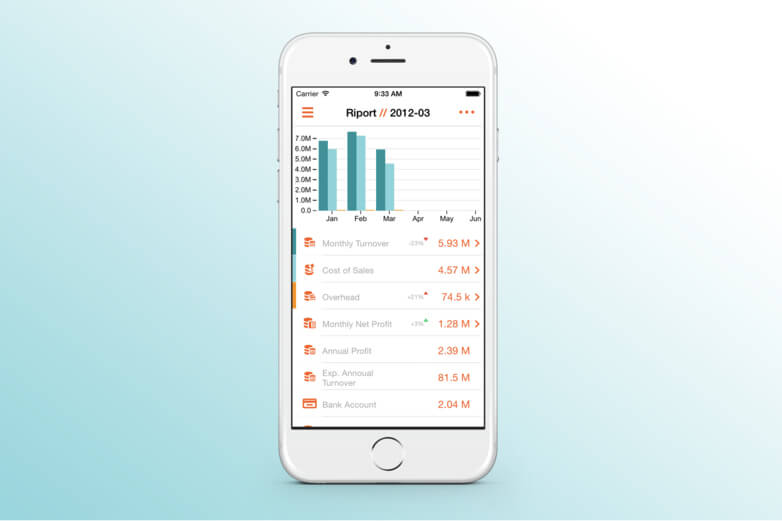 Carrier 9:33 AM
Riport // 2012-03
7.0M
6.0M
5.0M
4.0M
3.0M
2.0M
1.0M
0.0
Jan Feb Mar Apr May Jun
Monthly Turnover -23% 5.93 M
Cost of Sales 4.57 M
Overhead +21% 74.5 k
Monthly Net Profit +3% 1.28 M
Annual Profit 2.39 M
Exp. Annoual
Turnover 81.5 M
Bank Account 2.04 M